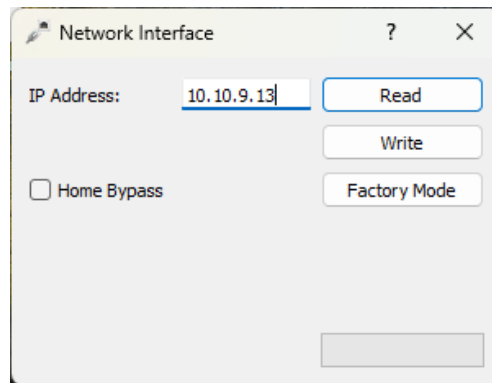 Network Interface
IP Address: 10.10.9.13 Read
Write
Home Bypass Factory Mode